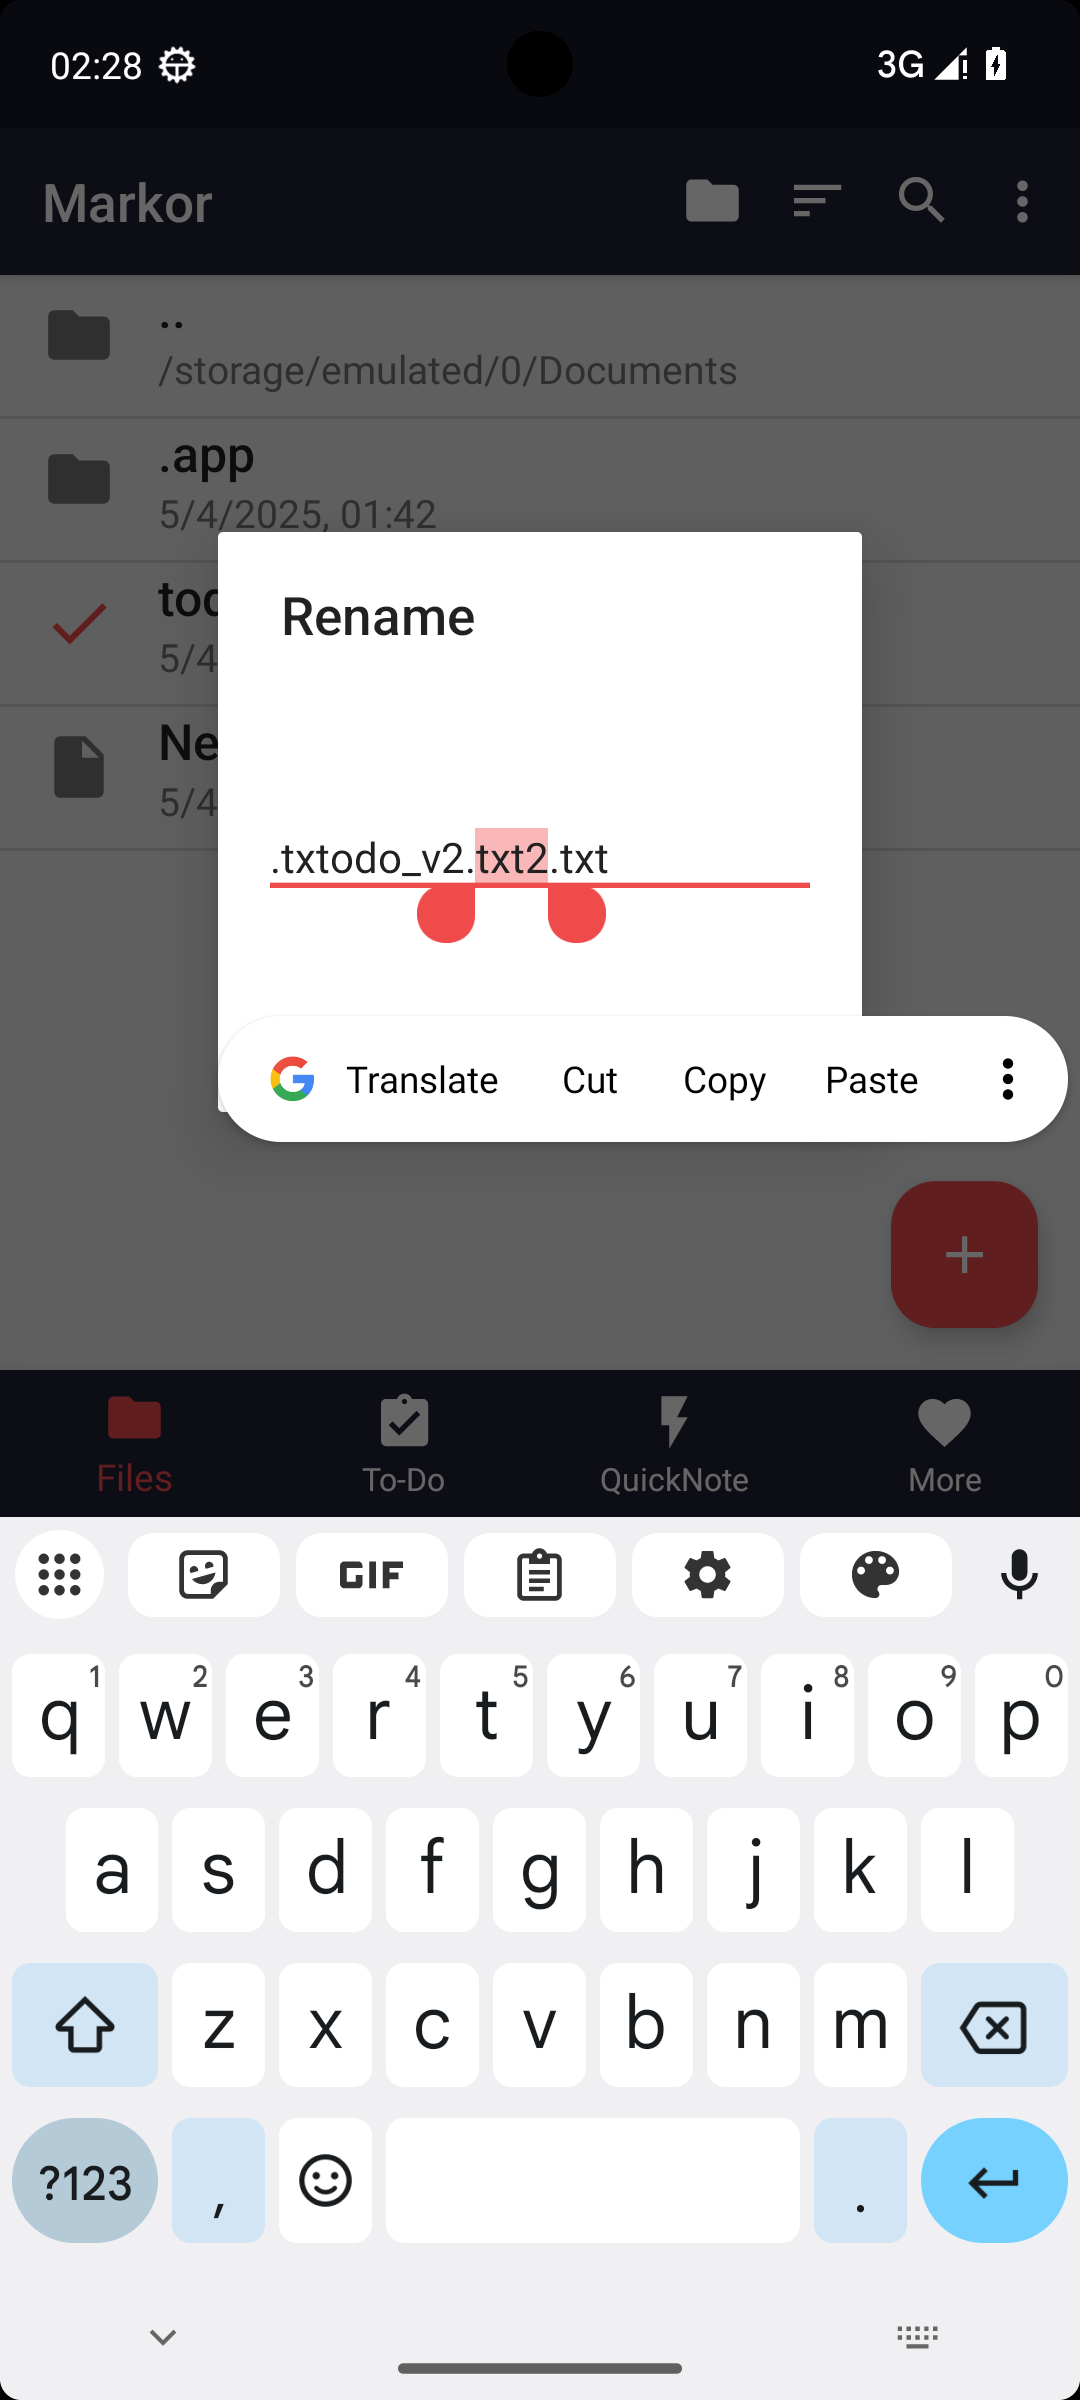 02:28
3G
Markor
..
/storage/emulated/0/Documents
.app
5/4/2025, 01:42
tod
5/4
Ne
5/4
Rename
.txtodo_v2.txt2.txt
Translate Cut Copy Paste
Files To-Do QuickNote More
GIF
q1 w2 e3 r4 t5 y6 u7 i8 o9 p0
a s d f g h j k l
z x c v b n m
?123 , .